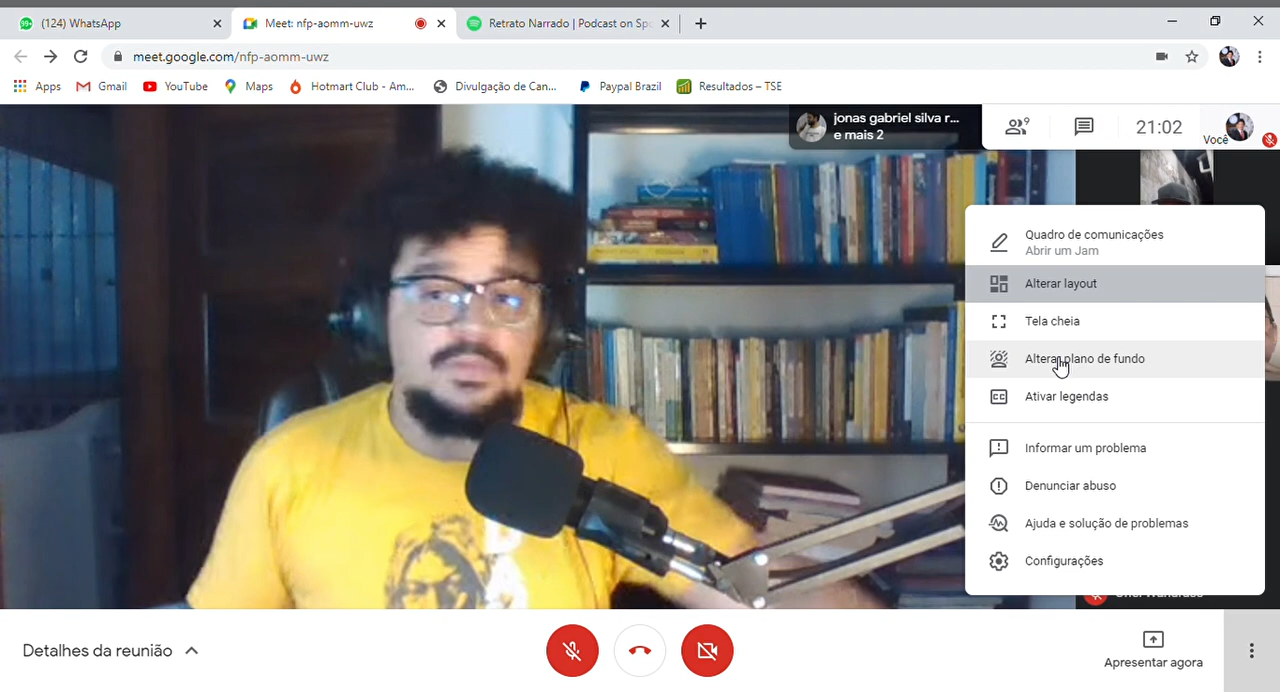 (124) WhatsApp
Meet: nfp-aomm-uwz
Retrato Narrado | Podcast on Spo
meet.google.com/nfp-aomm-uwz
Apps
Gmail
YouTube
Maps
Hotmart Club - Am...
Divulgação de Can...
Paypal Brazil
Resultados – TSE
jonas gabriel silva r...
e mais 2
9
21:02
Você
Quadro de comunicações
Abrir um Jam
Alterar layout
Tela cheia
Alterar plano de fundo
Ativar legendas
Informar um problema
Denunciar abuso
Ajuda e solução de problemas
Configurações
Detalhes da reunião
Apresentar agora